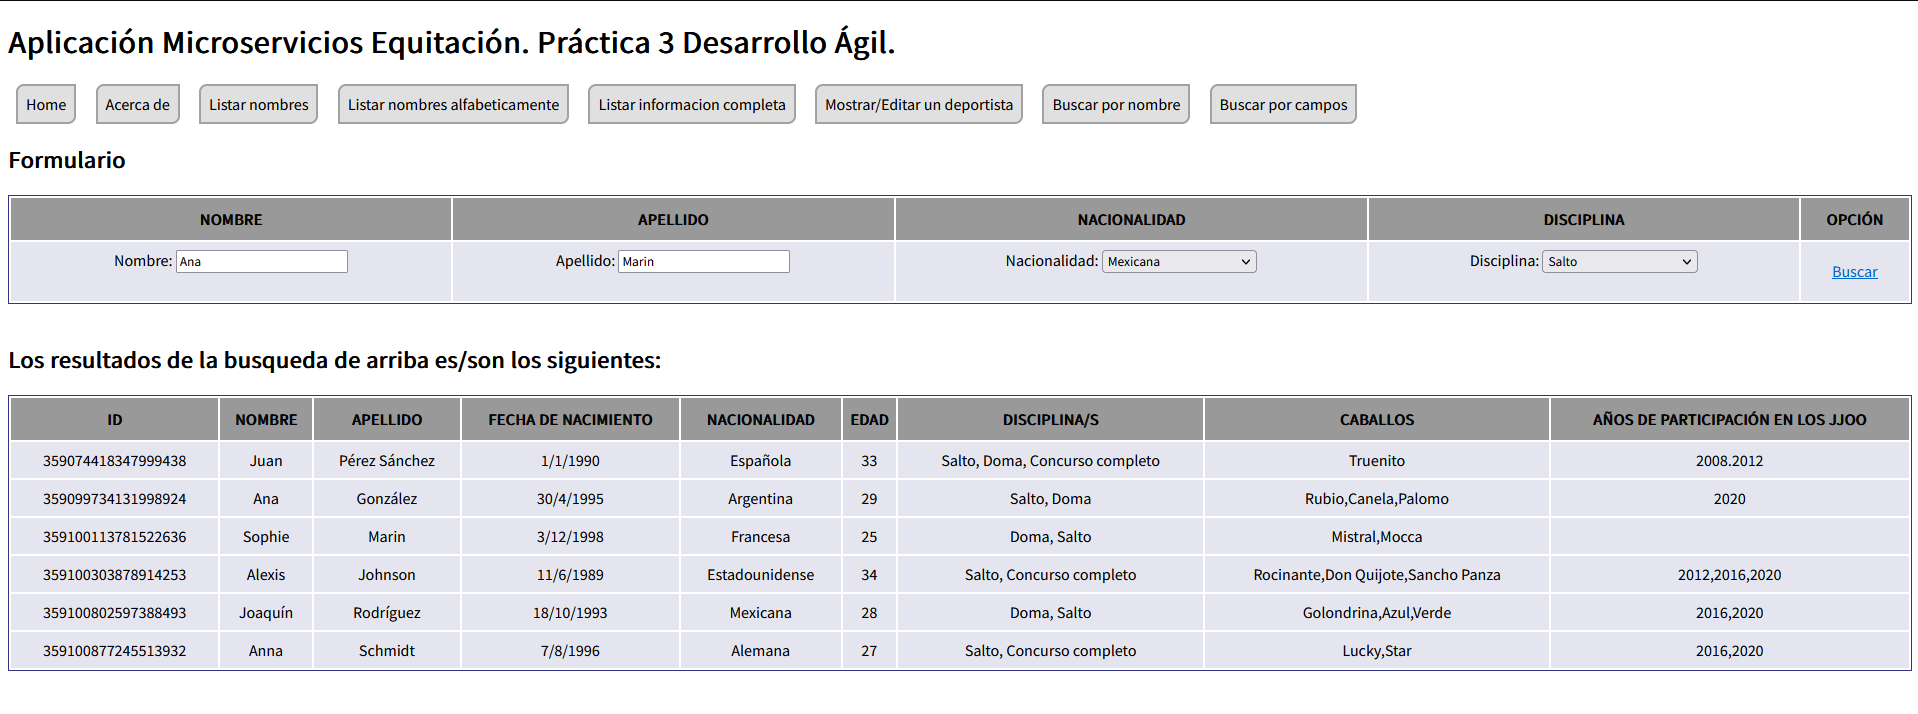 Aplicación Microservicios Equitación. Práctica 3 Desarrollo Ágil.
Home Acerca de Listar nombres Listar nombres alfabeticamente Listar informacion completa Mostrar/Editar un deportista Buscar por nombre Buscar por campos
Formulario
NOMBRE APELLIDO NACIONALIDAD DISCIPLINA OPCIÓN
Nombre: Ana Apellido: Marin Nacionalidad: Mexicana Disciplina: Salto Buscar
Los resultados de la busqueda de arriba es/son los siguientes:
ID NOMBRE APELLIDO FECHA DE NACIMIENTO NACIONALIDAD EDAD DISCIPLINA/S CABALLOS AÑOS DE PARTICIPACIÓN EN LOS JJOO
359074418347999438 Juan Pérez Sánchez 1/1/1990 Española 33 Salto, Doma, Concurso completo Truenito 2008.2012
359099734131998924 Ana González 30/4/1995 Argentina 29 Salto, Doma Rubio,Canela,Palomo 2020
359100113781522636 Sophie Marin 3/12/1998 Francesa 25 Doma, Salto Mistral,Mocca
359100303878914253 Alexis Johnson 11/6/1989 Estadounidense 34 Salto, Concurso completo Rocinante,Don Quijote,Sancho Panza 2012,2016,2020
359100802597388493 Joaquín Rodríguez 18/10/1993 Mexicana 28 Doma, Salto Golondrina,Azul,Verde 2016,2020
359100877245513932 Anna Schmidt 7/8/1996 Alemana 27 Salto, Concurso completo Lucky,Star 2016,2020